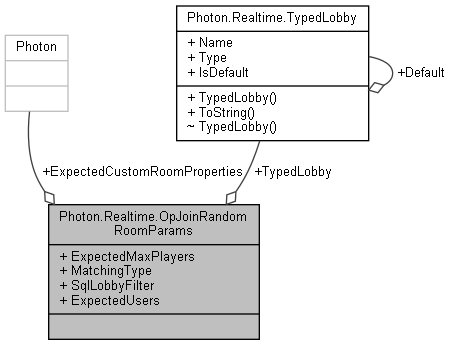 Photon.Realtime.TypedLobby
Photon
+ Name
+ Type
+ IsDefault
+Default
+ TypedLobby()
+ ToString()
~ TypedLobby()
+ExpectedCustomRoomProperties
+TypedLobby
Photon.Realtime.OpJoinRandom
RoomParams
+ ExpectedMaxPlayers
+ MatchingType
+ SqlLobbyFilter
+ ExpectedUsers